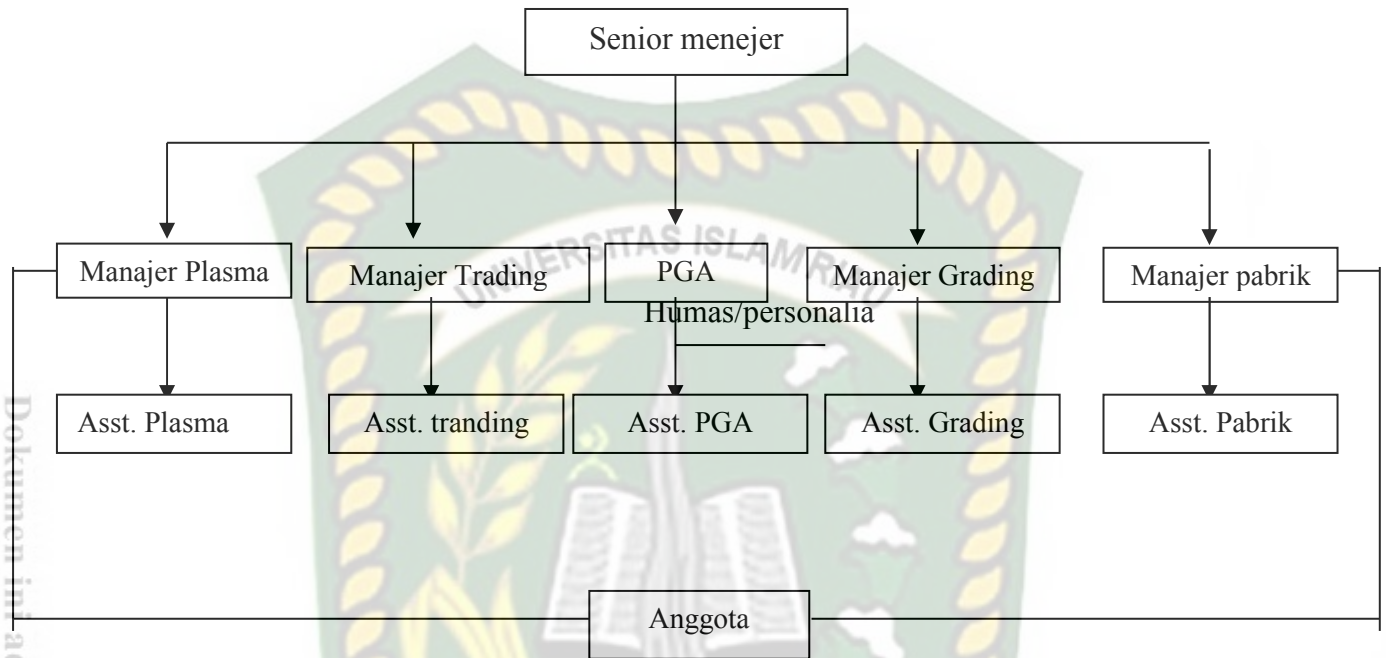 Senior menejer
UNIVERSITAS ISLAM RIAU
Manajer Plasma
Manajer Trading
PGA
Manajer Grading
Manajer pabrik
Humas/personalia
Asst. Plasma
Asst. tranding
Asst. PGA
Asst. Grading
Asst. Pabrik
Anggota
Dokumen ini